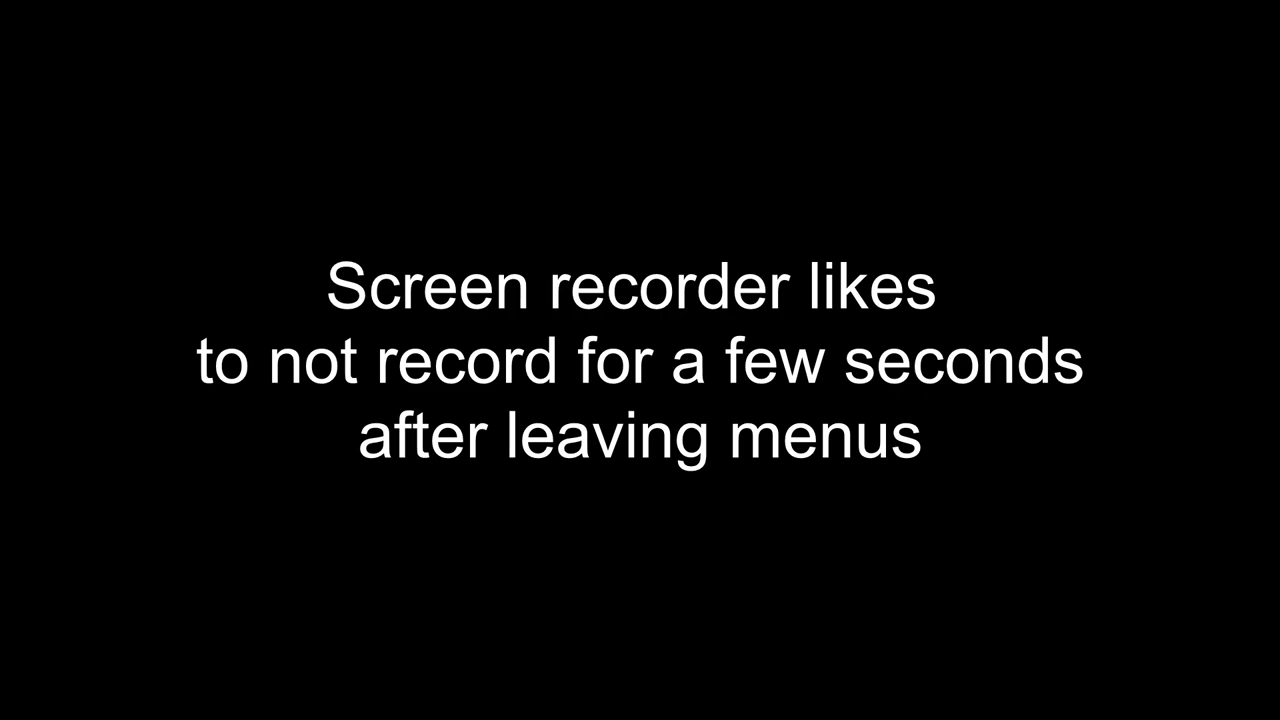 Screen recorder likes
to not record for a few seconds
after leaving menus